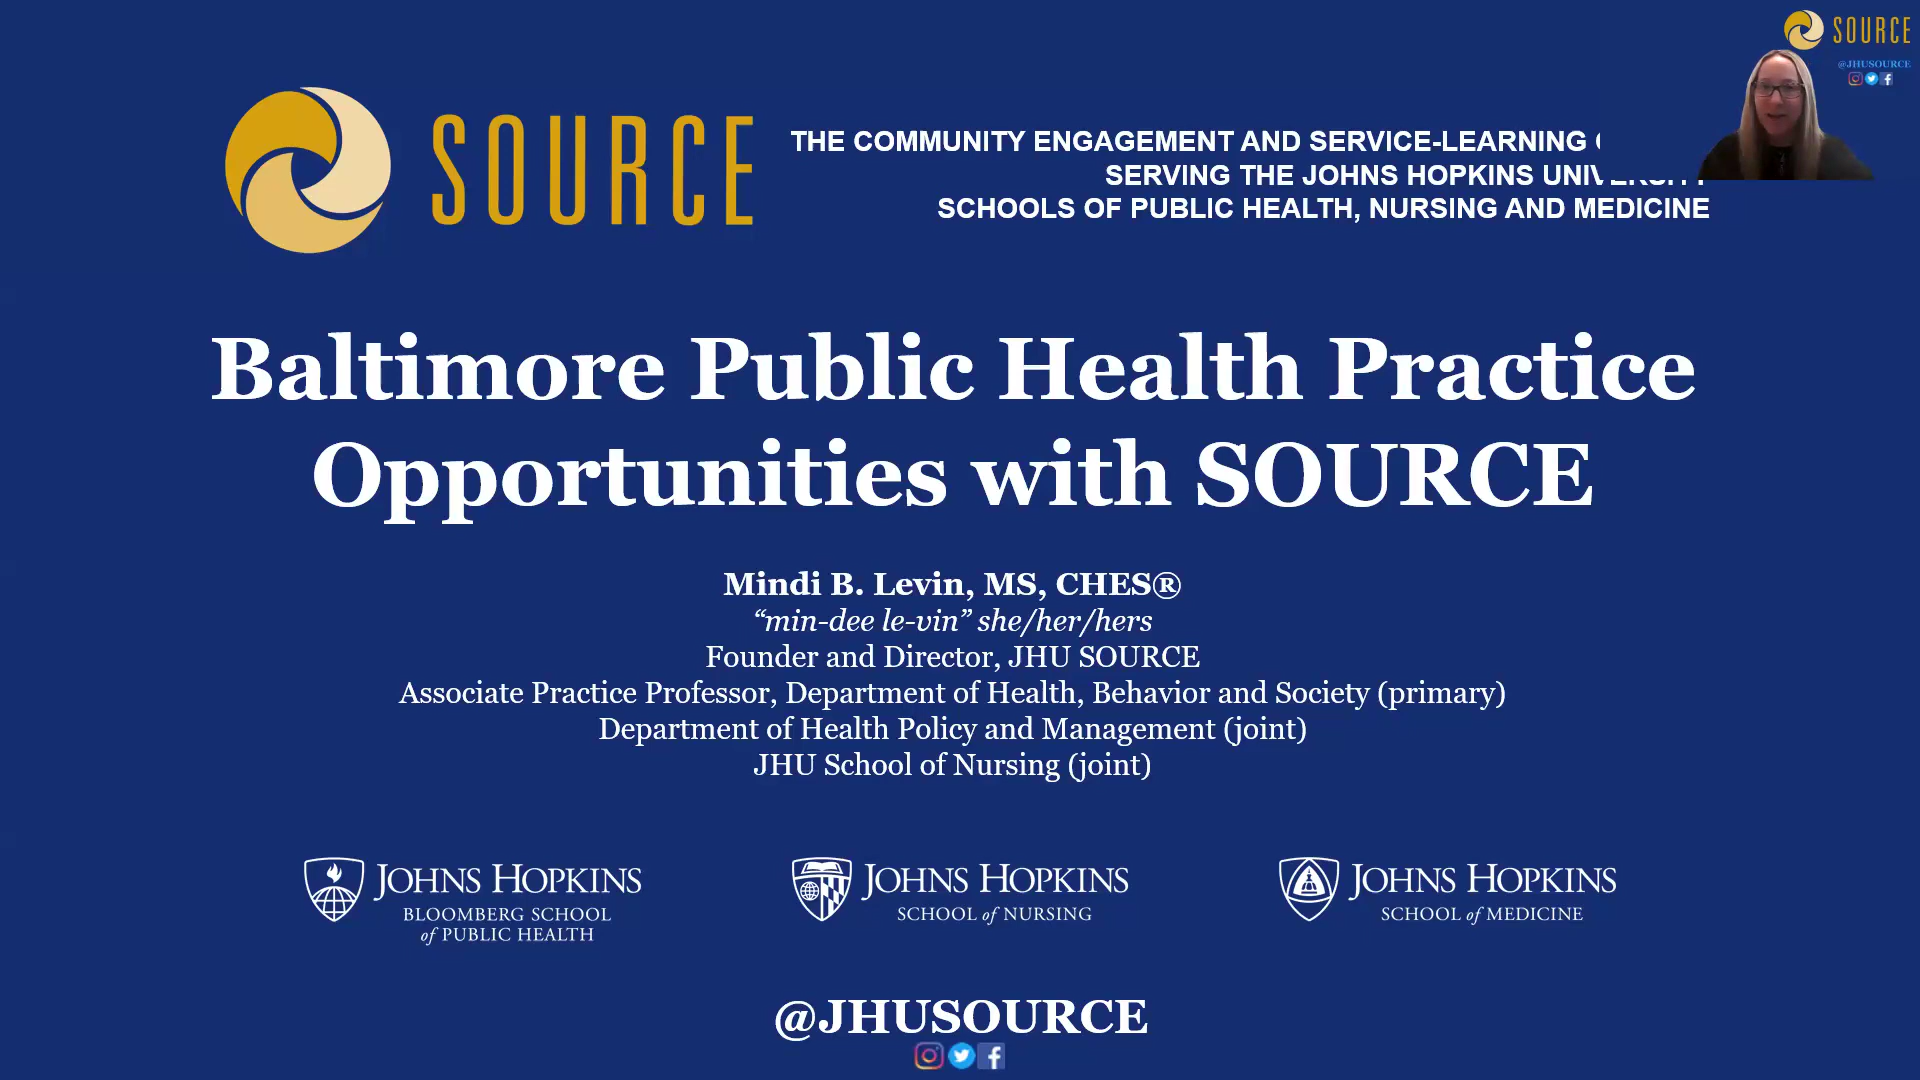 SOURCE
@JHUSOURCE
SOURCE
THE COMMUNITY ENGAGEMENT AND SERVICE-LEARNING
SERVING THE JOHNS HOPKINS UNIVERSITY
SCHOOLS OF PUBLIC HEALTH, NURSING AND MEDICINE
Baltimore Public Health Practice
Opportunities with SOURCE
Mindi B. Levin, MS, CHES®
“min-dee le-vin” she/her/hers
Founder and Director, JHU SOURCE
Associate Practice Professor, Department of Health, Behavior and Society (primary)
Department of Health Policy and Management (joint)
JHU School of Nursing (joint)
JOHNS HOPKINS
BLOOMBERG SCHOOL
of PUBLIC HEALTH
JOHNS HOPKINS
SCHOOL of NURSING
JOHNS HOPKINS
SCHOOL of MEDICINE
@JHUSOURCE